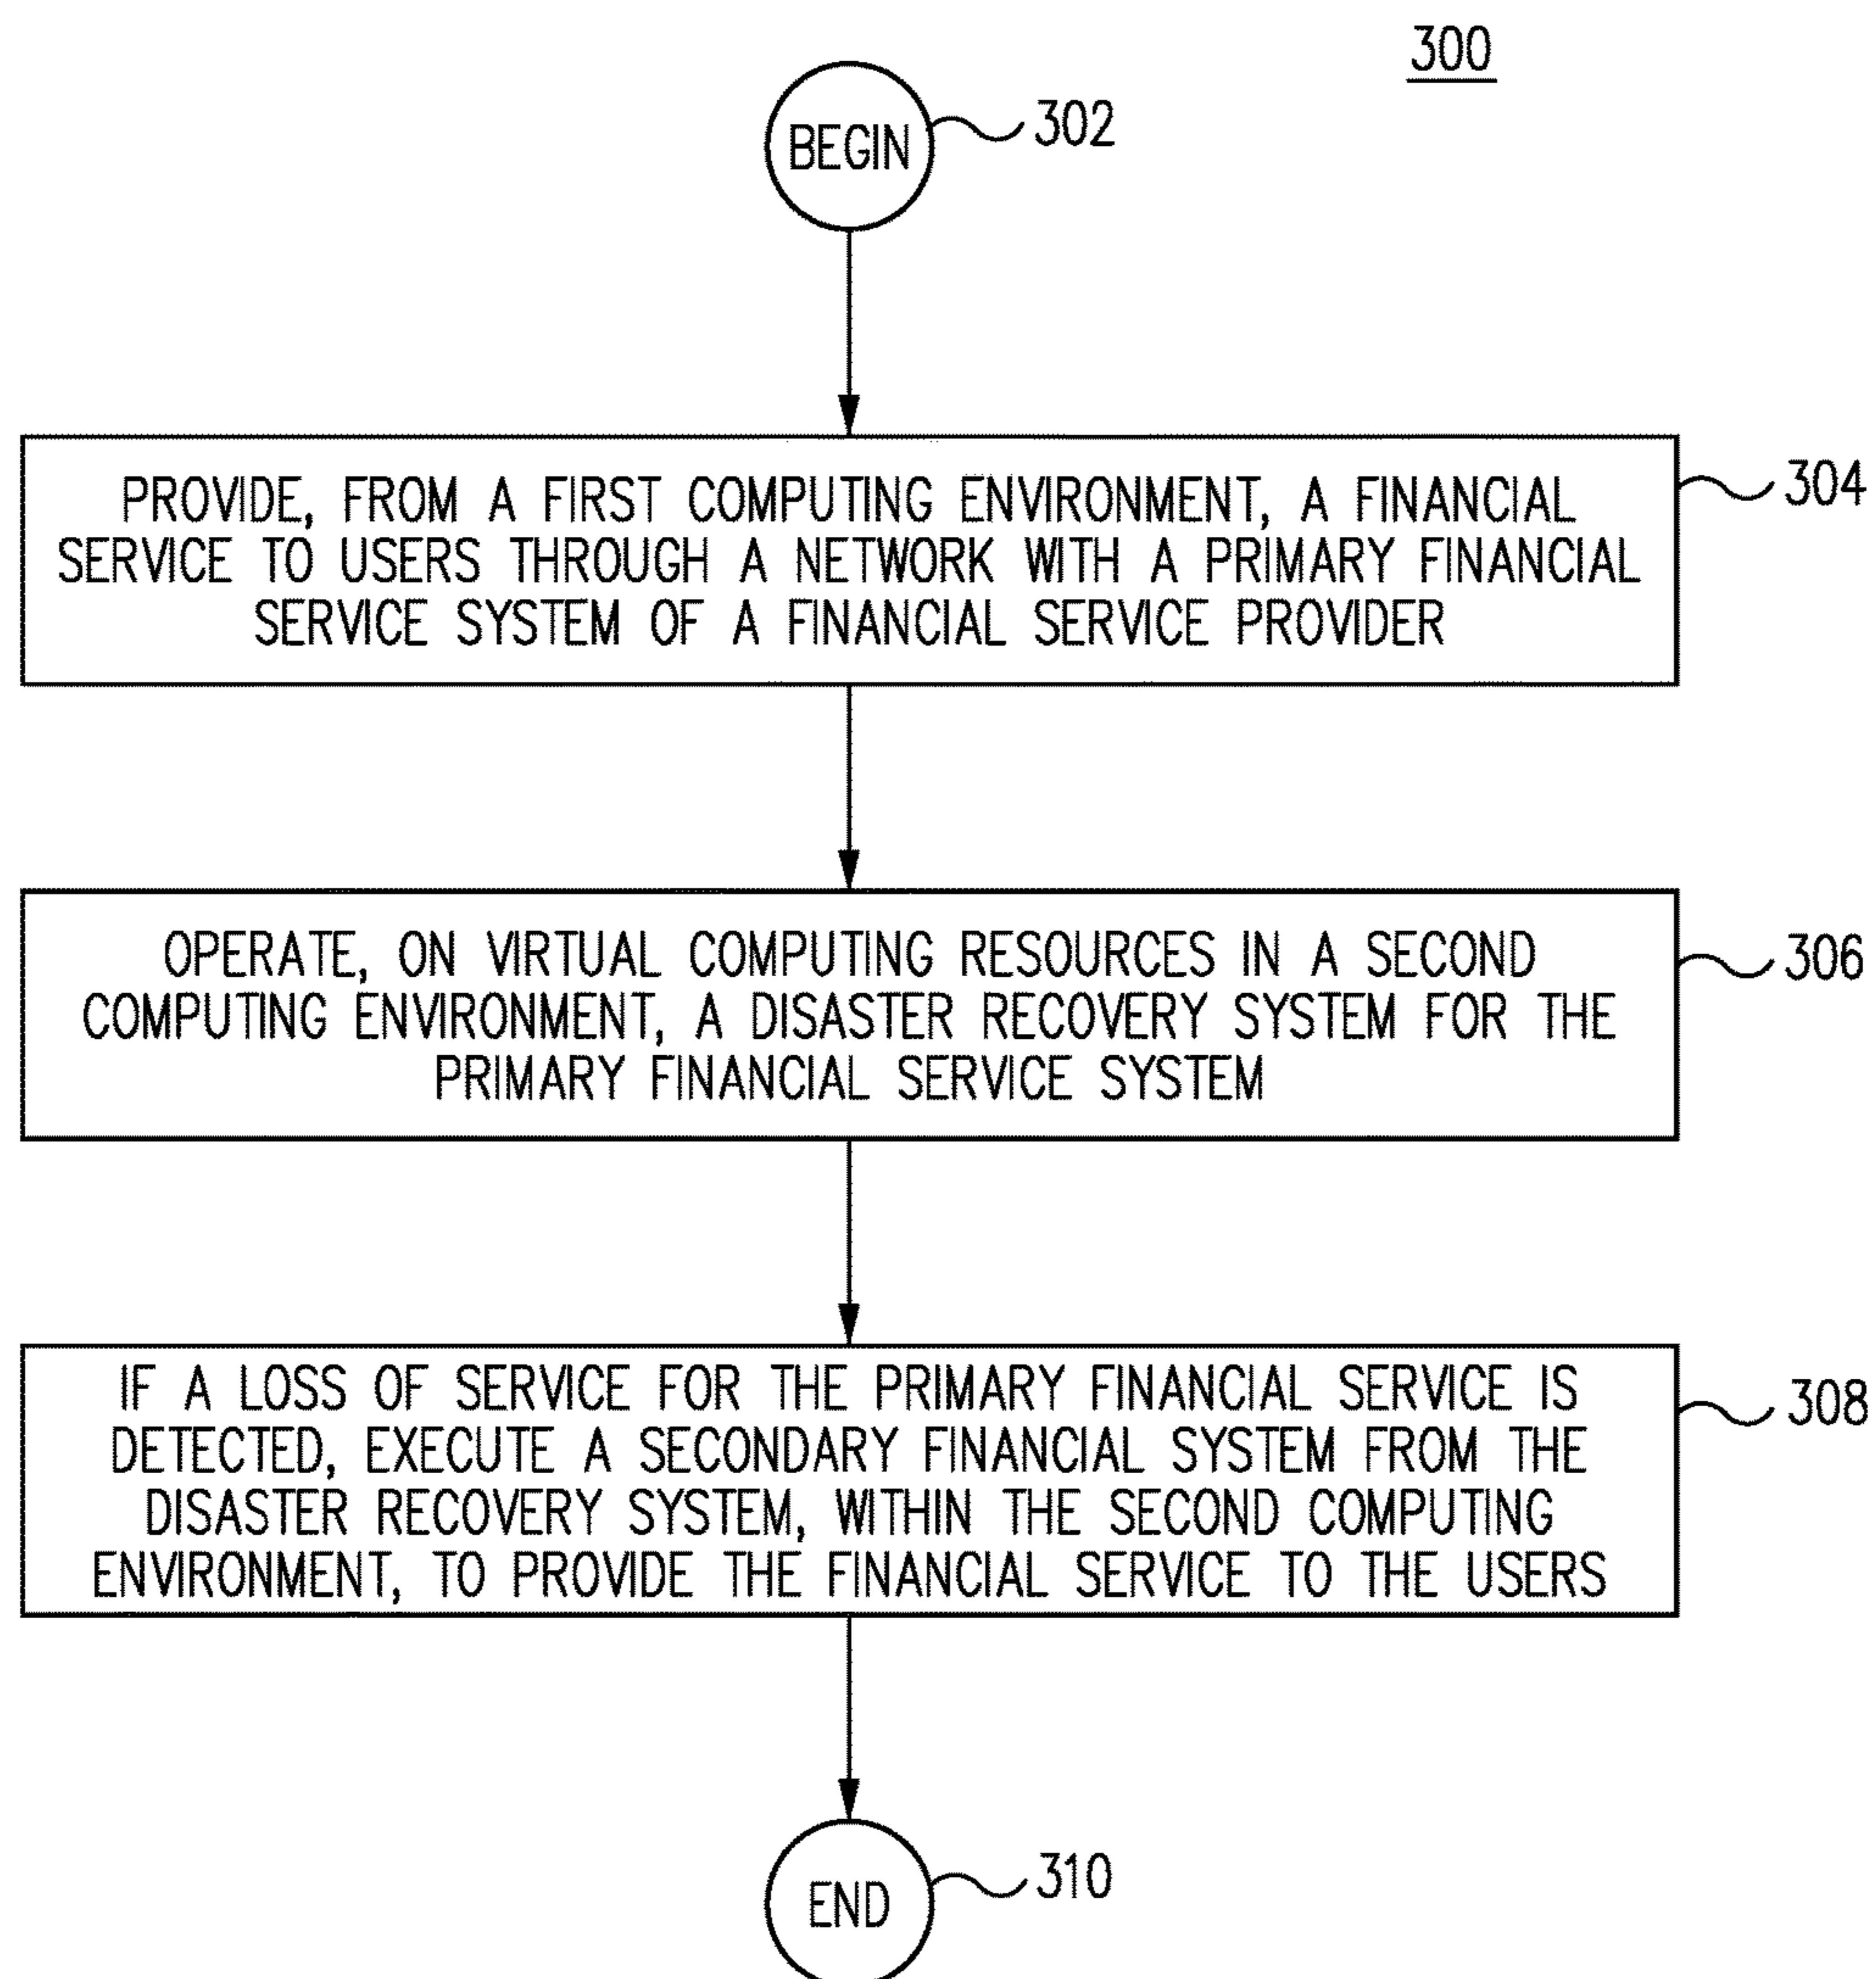 300
BEGIN
302
PROVIDE, FROM A FIRST COMPUTING ENVIRONMENT, A FINANCIAL
SERVICE TO USERS THROUGH A NETWORK WITH A PRIMARY FINANCIAL
SERVICE SYSTEM OF A FINANCIAL SERVICE PROVIDER
304
OPERATE, ON VIRTUAL COMPUTING RESOURCES IN A SECOND
COMPUTING ENVIRONMENT, A DISASTER RECOVERY SYSTEM FOR THE
PRIMARY FINANCIAL SERVICE SYSTEM
306
IF A LOSS OF SERVICE FOR THE PRIMARY FINANCIAL SERVICE IS
DETECTED, EXECUTE A SECONDARY FINANCIAL SYSTEM FROM THE
DISASTER RECOVERY SYSTEM, WITHIN THE SECOND COMPUTING
ENVIRONMENT, TO PROVIDE THE FINANCIAL SERVICE TO THE USERS
308
END
310